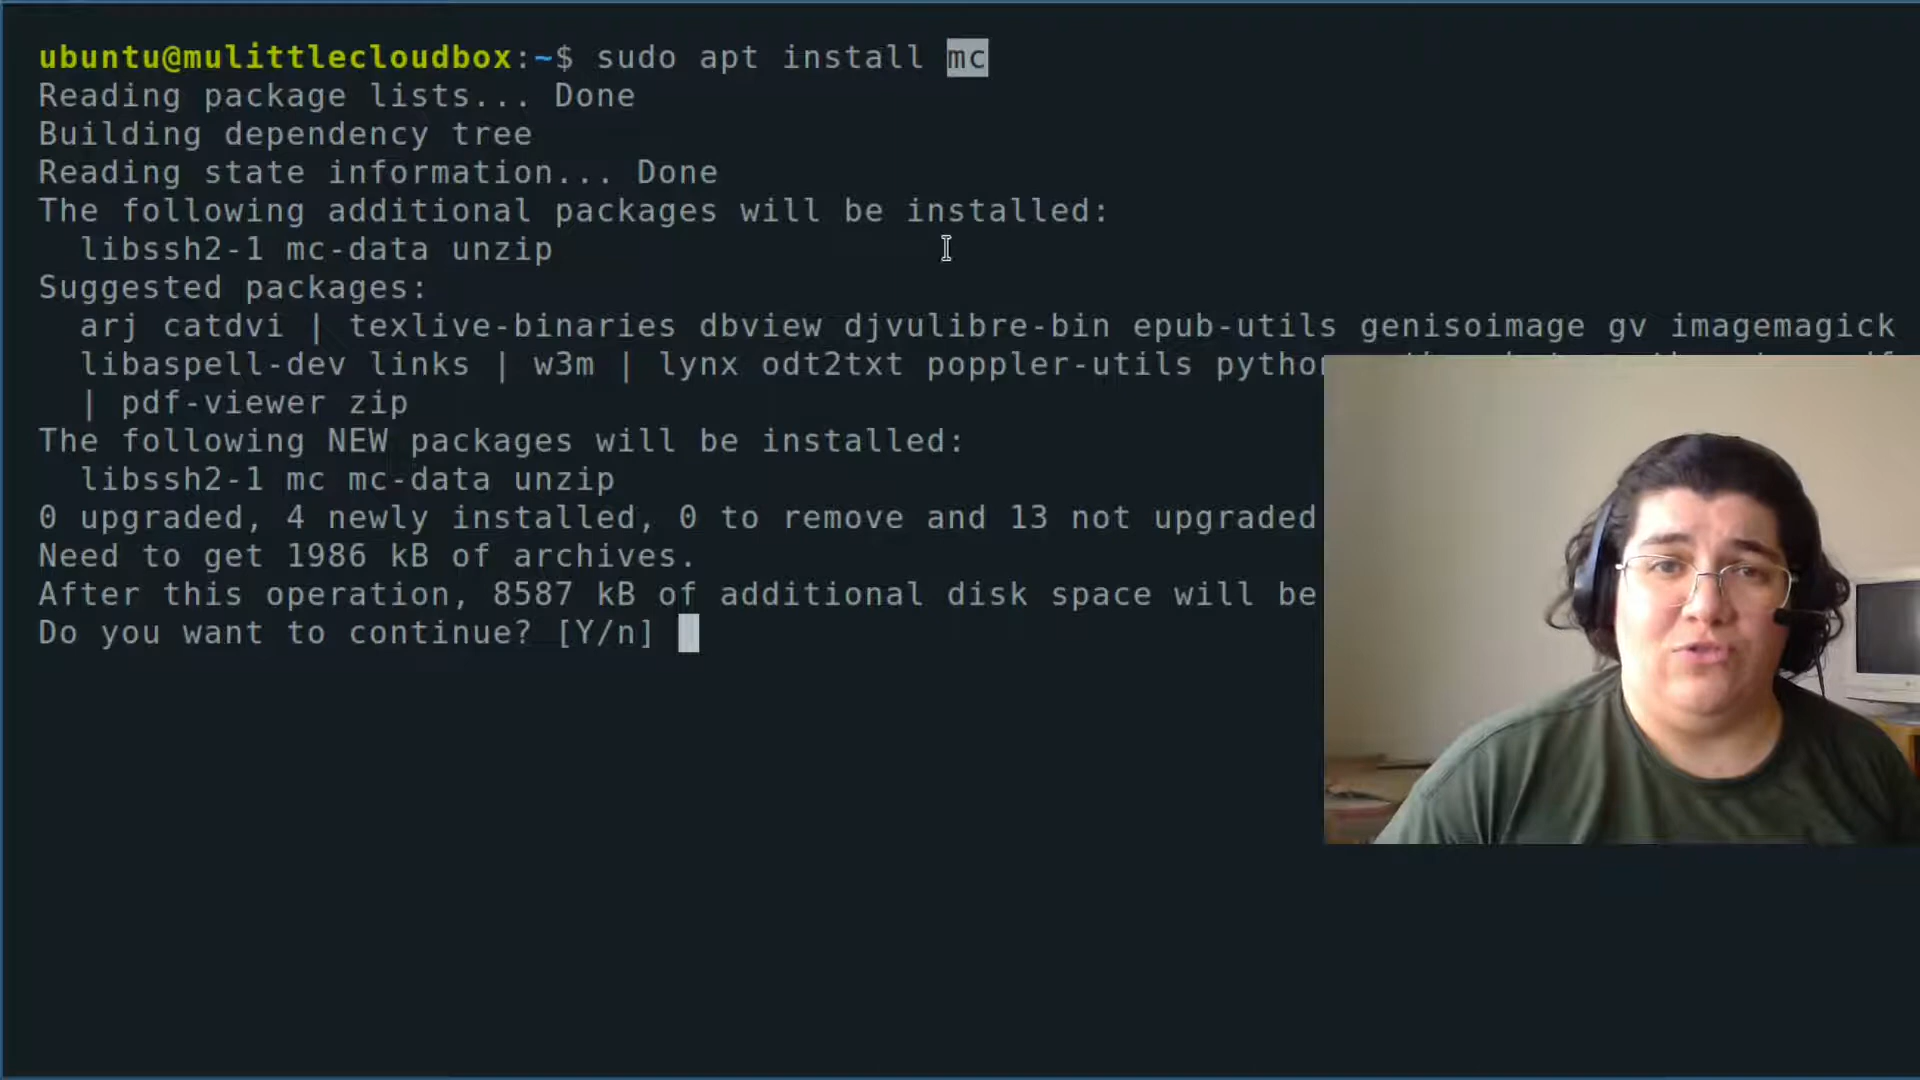 ubuntu@mulittlecloudbox:~$ sudo apt install mc
Reading package lists... Done
Building dependency tree
Reading state information... Done
The following additional packages will be installed:
  libssh2-1 mc-data unzip
Suggested packages:
  arj catdvi | texlive-binaries dbview djvulibre-bin epub-utils genisoimage gv imagemagick
  libaspell-dev links | w3m | lynx odt2txt poppler-utils python
  | pdf-viewer zip
The following NEW packages will be installed:
  libssh2-1 mc mc-data unzip
0 upgraded, 4 newly installed, 0 to remove and 13 not upgraded
Need to get 1986 kB of archives.
After this operation, 8587 kB of additional disk space will be
Do you want to continue? [Y/n]